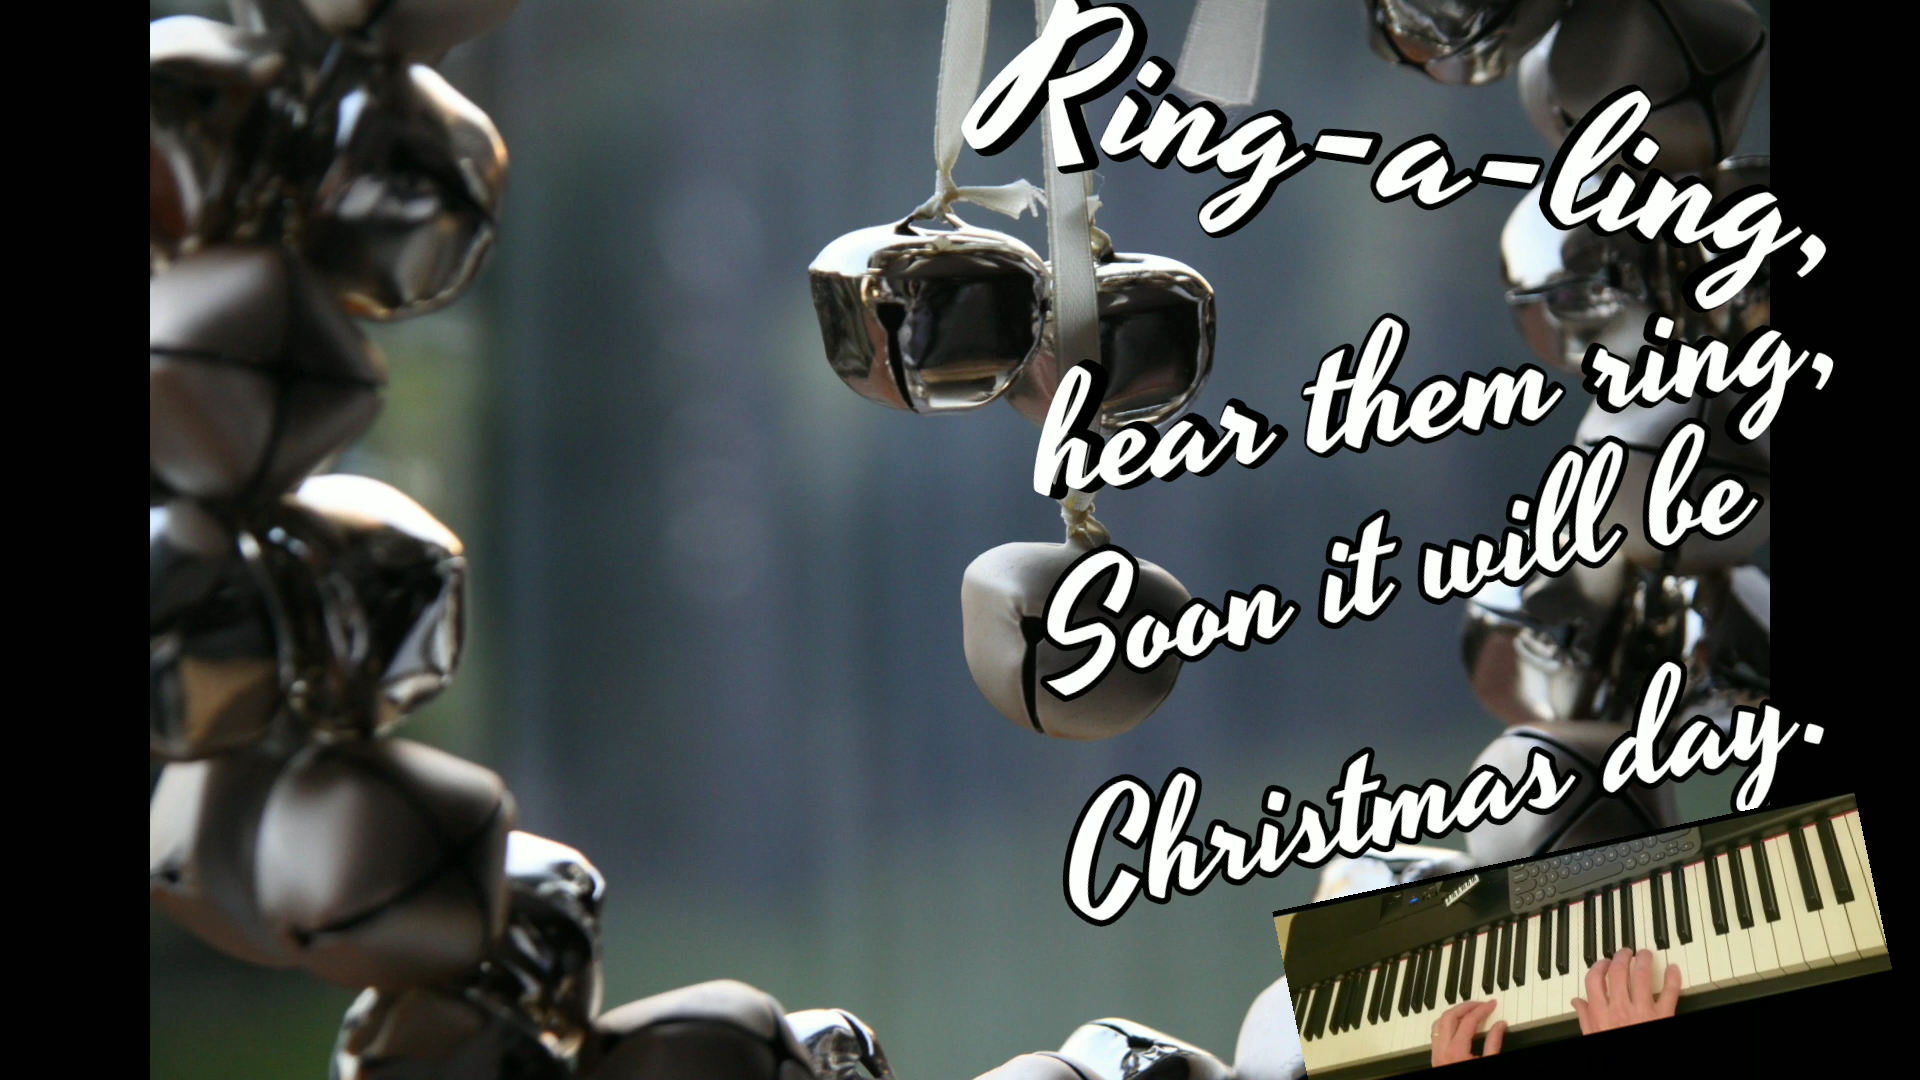 Ring-a-ling,
hear them ring,
Soon it will be
Christmas day.